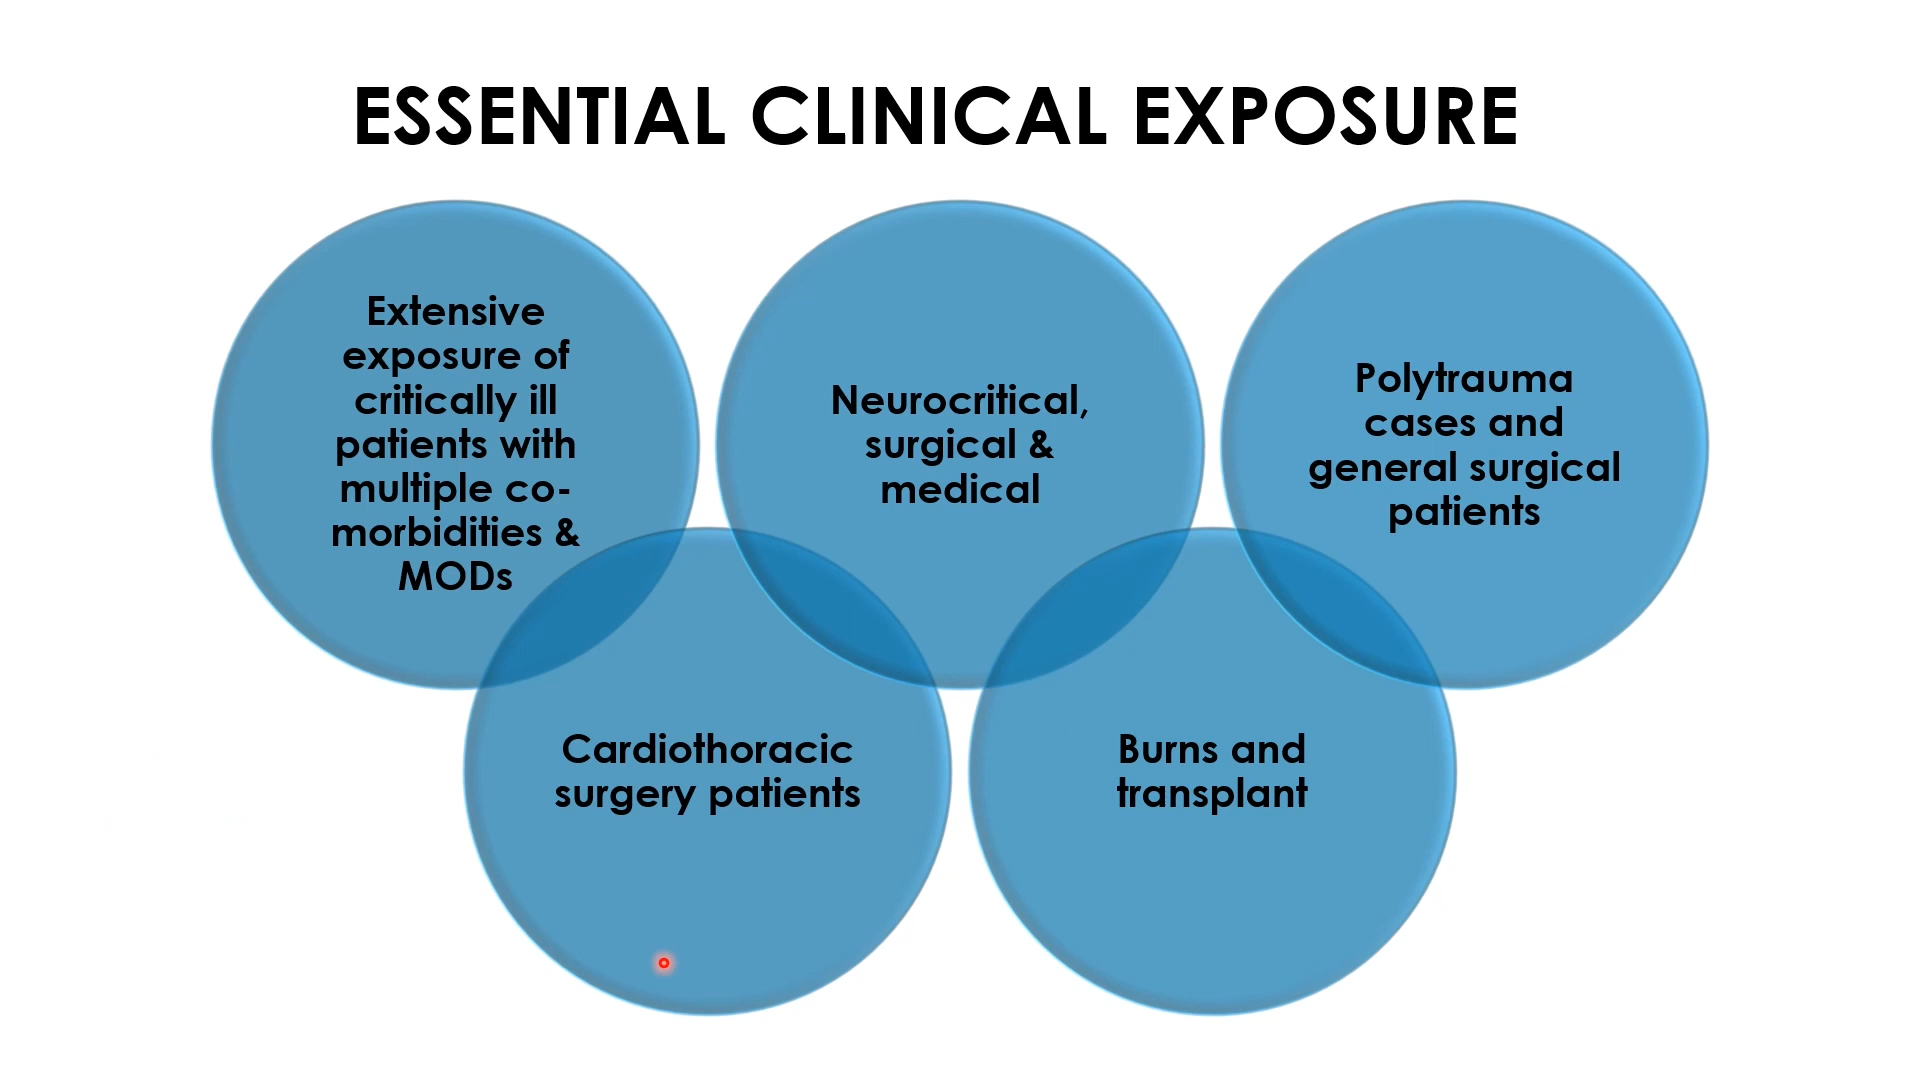 ESSENTIAL CLINICAL EXPOSURE
Extensive
exposure of
critically ill
patients with
multiple co-
morbidities &
MODs
Neurocritical,
surgical &
medical
Polytrauma
cases and
general surgical
patients
Cardiothoracic
surgery patients
Burns and
transplant